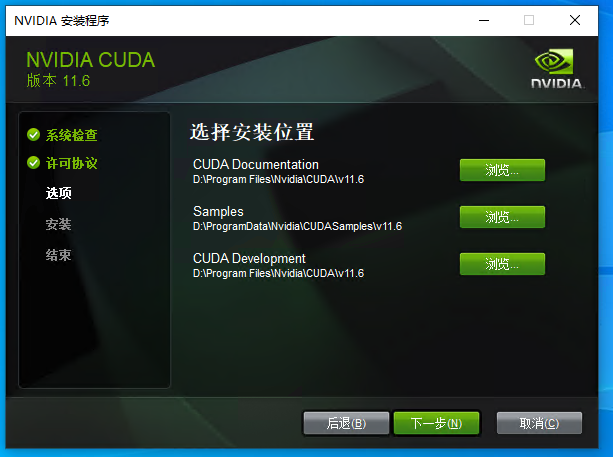 NVIDIA 安装程序
NVIDIA CUDA
版本 11.6
NVIDIA.
系统检查
许可协议
选项
安装
结束
选择安装位置
CUDA Documentation
D:\Program Files\Nvidia\CUDA\v11.6
浏览...
Samples
D:\ProgramData\Nvidia\CUDASamples\v11.6
浏览...
CUDA Development
D:\Program Files\Nvidia\CUDA\v11.6
浏览...
后退(B)
下一步(N)
取消(C)